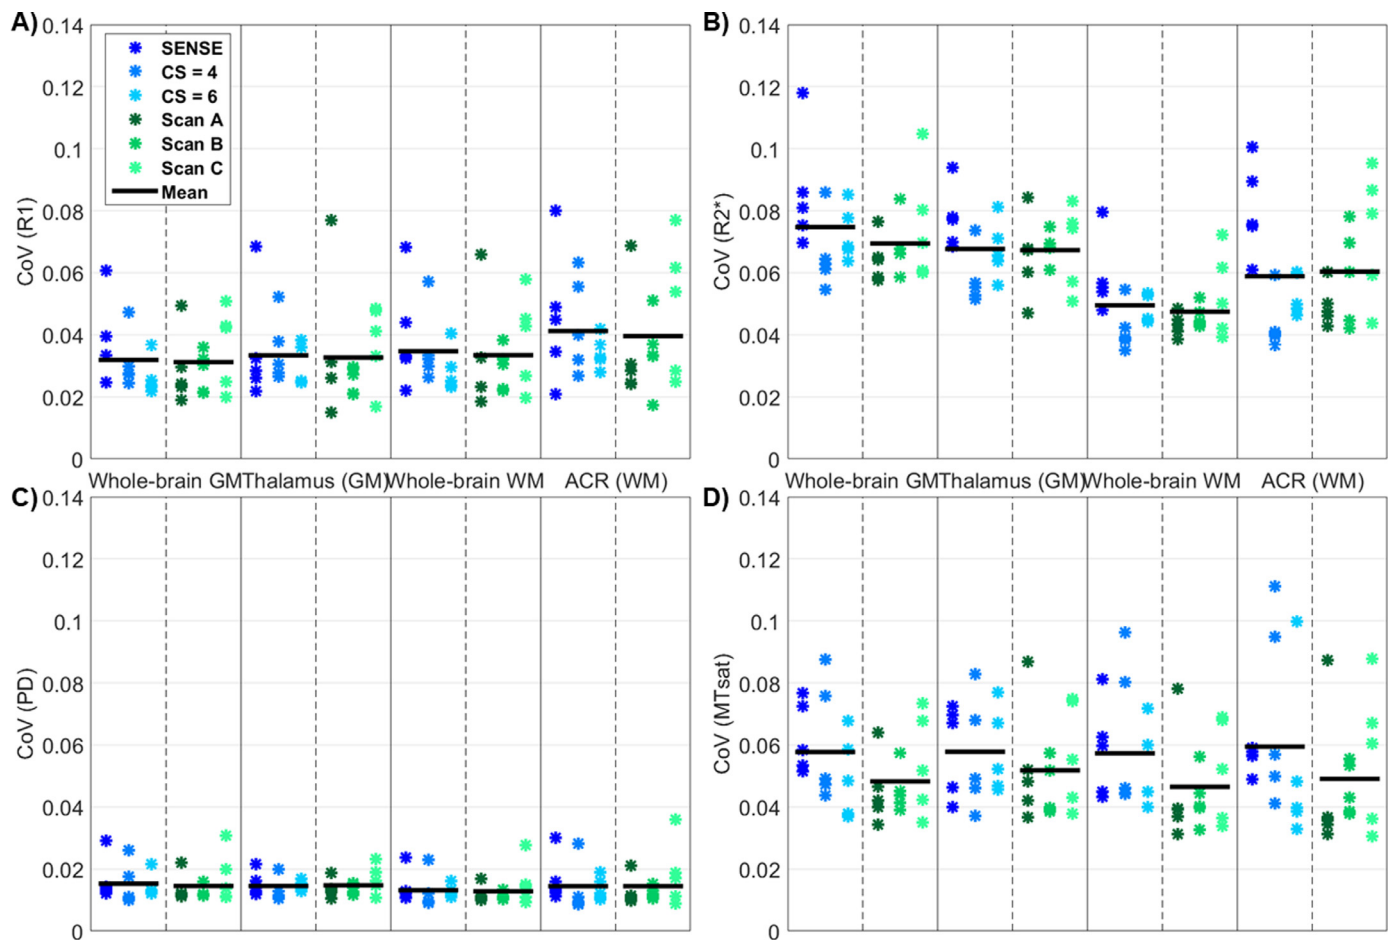 A)
0.14
0.12
0.1
0.08
0.06
0.04
0.02
0
CoV (R1)
SENSE
CS = 4
CS = 6
Scan A
Scan B
Scan C
Mean
Whole-brain GM Thalamus (GM) Whole-brain WM ACR (WM)
B)
0.14
0.12
0.1
0.08
0.06
0.04
0.02
0
CoV (R2*)
Whole-brain GM Thalamus (GM) Whole-brain WM ACR (WM)
C)
0.14
0.12
0.1
0.08
0.06
0.04
0.02
0
CoV (PD)
D)
0.14
0.12
0.1
0.08
0.06
0.04
0.02
0
CoV (MTsat)